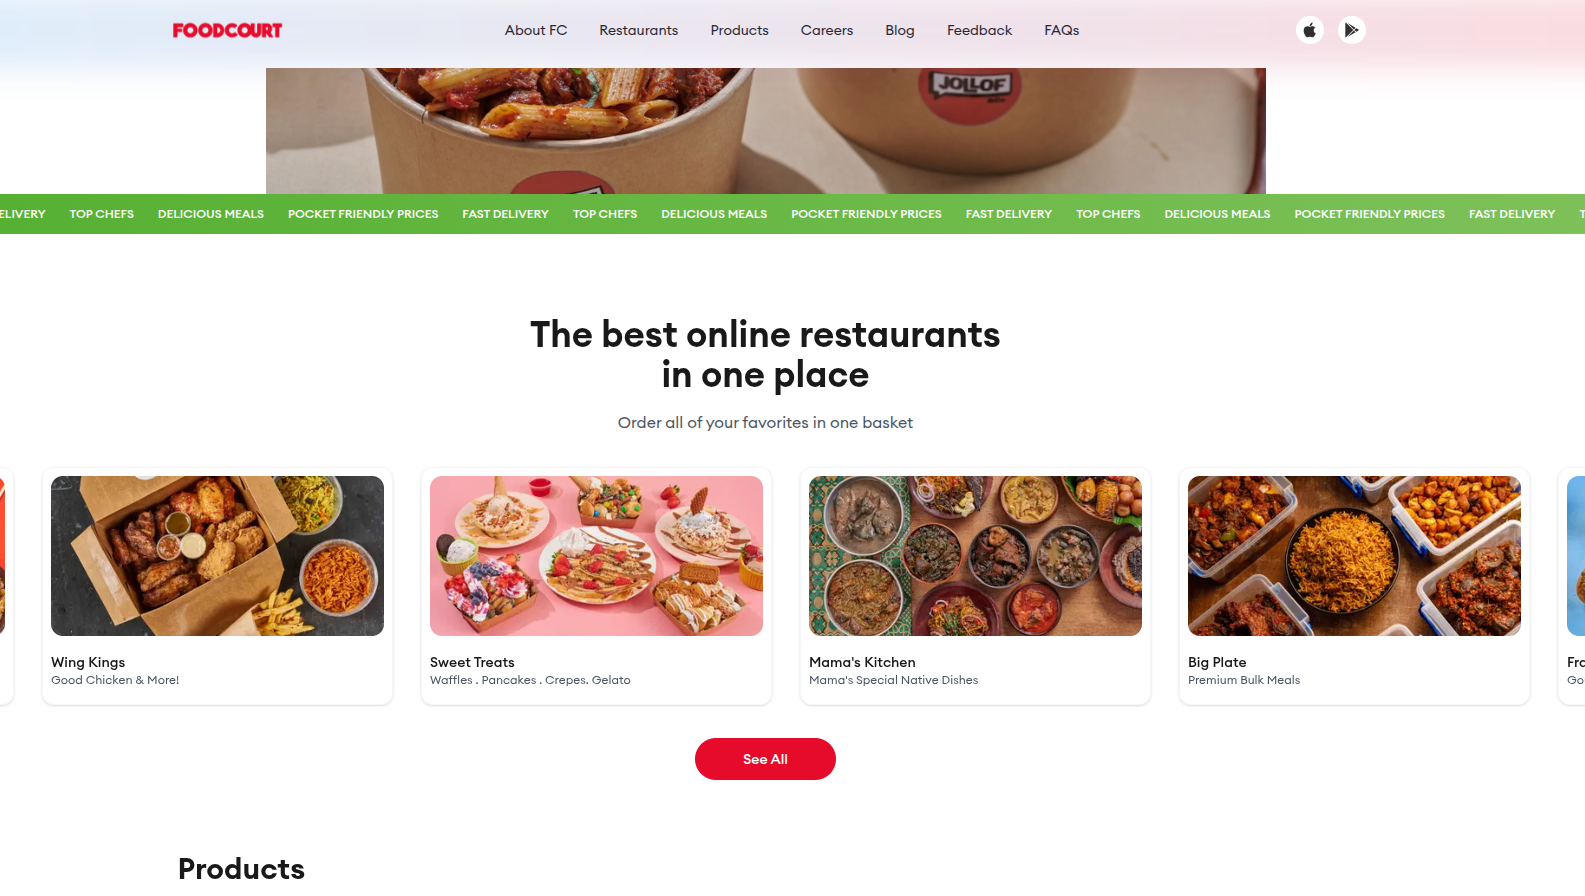 FOODCOURT
About FC Restaurants Products Careers Blog Feedback FAQs
JOLLOF
ELIVERY TOP CHEFS DELICIOUS MEALS POCKET FRIENDLY PRICES FAST DELIVERY TOP CHEFS DELICIOUS MEALS POCKET FRIENDLY PRICES FAST DELIVERY TOP CHEFS DELICIOUS MEALS POCKET FRIENDLY PRICES FAST DELIVERY T
The best online restaurants
in one place
Order all of your favorites in one basket
Wing Kings
Good Chicken & More!
Sweet Treats
Waffles . Pancakes . Crepes. Gelato
Mama's Kitchen
Mama's Special Native Dishes
Big Plate
Premium Bulk Meals
Fr
Go
See All
Products